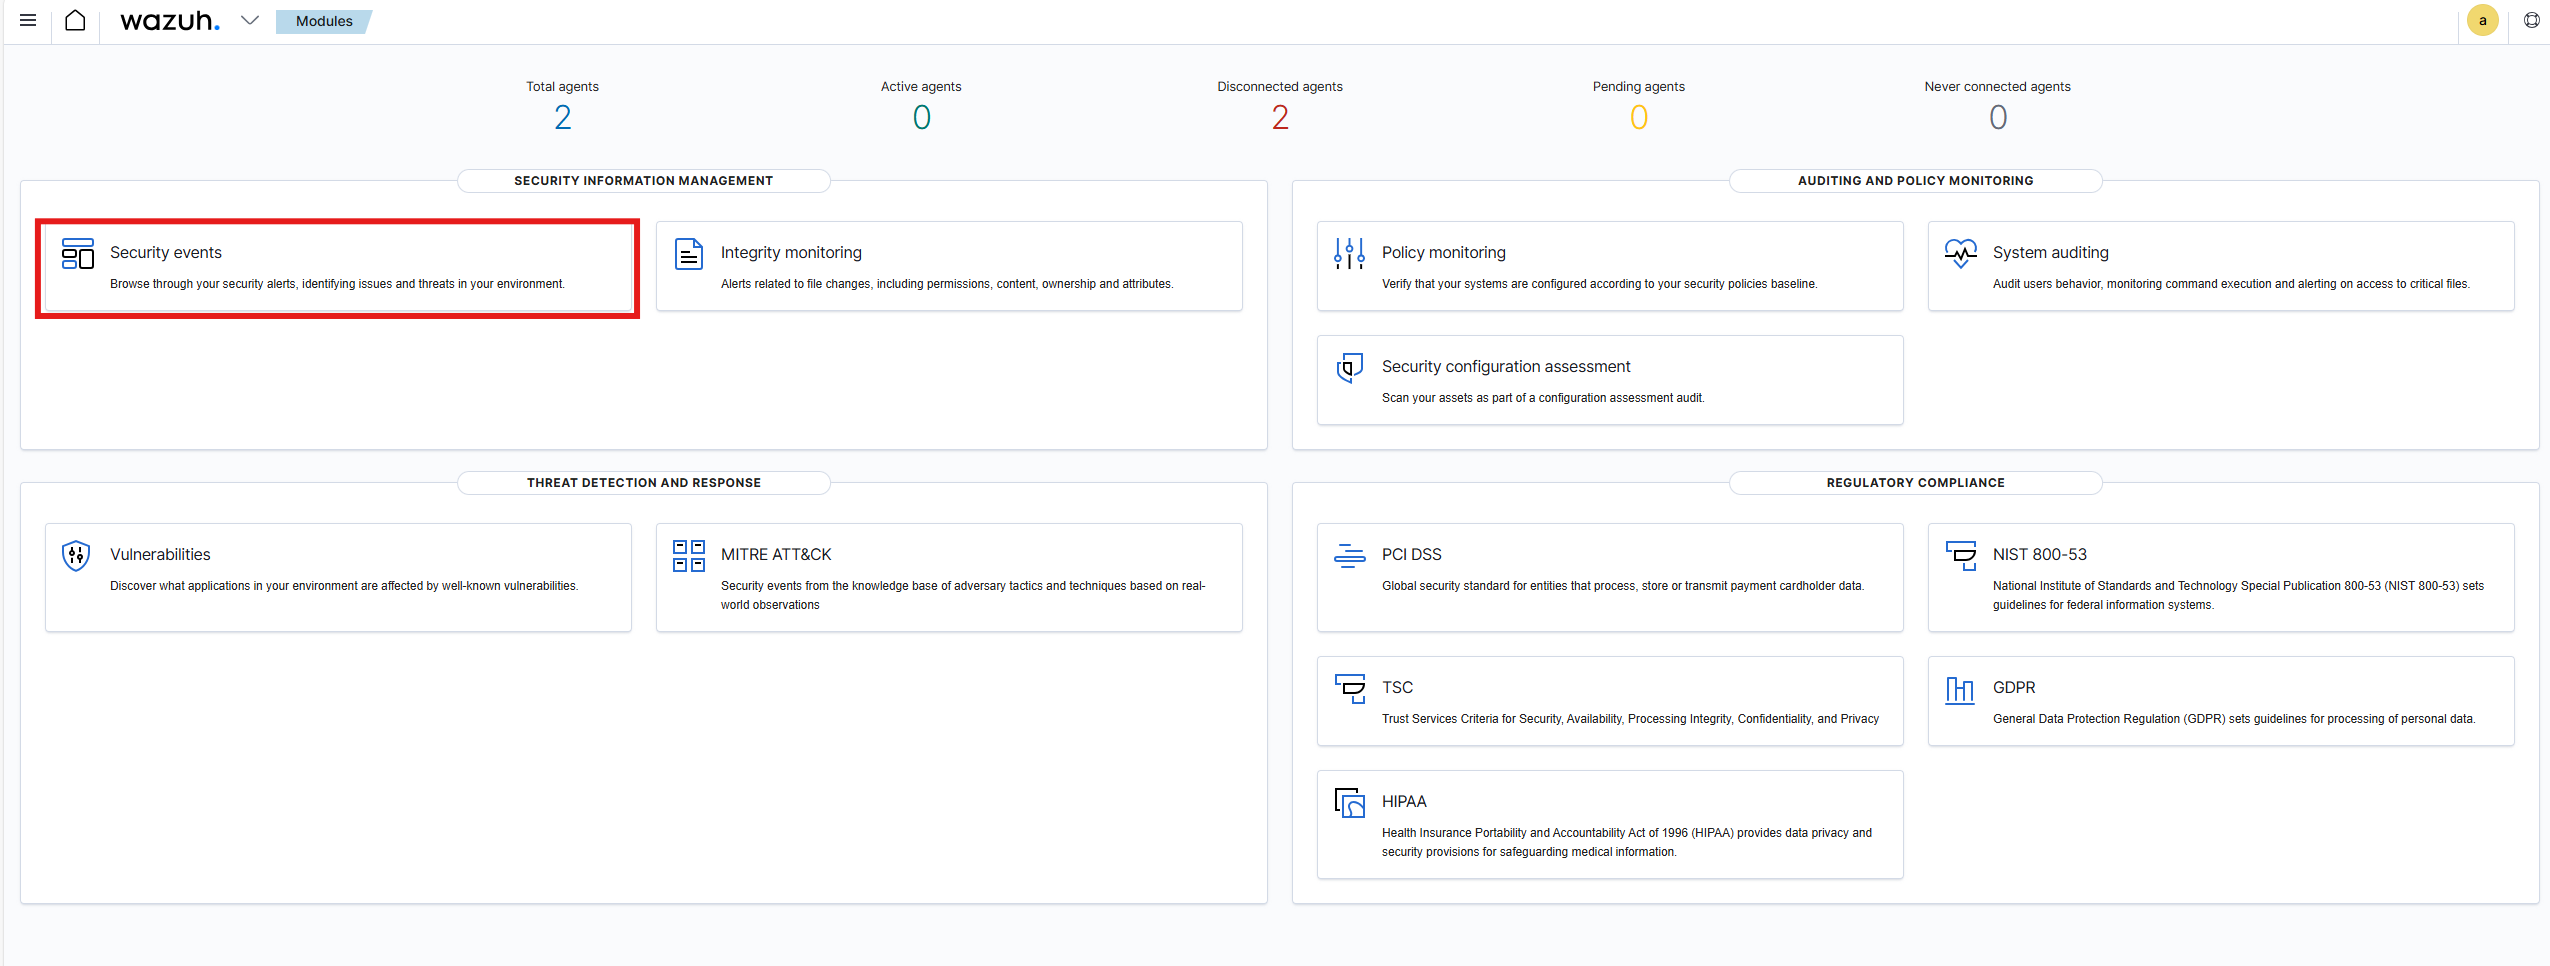 wazuh.
Modules
a
Total agents
2
Active agents
0
Disconnected agents
2
Pending agents
0
Never connected agents
0
SECURITY INFORMATION MANAGEMENT
Security events
Browse through your security alerts, identifying issues and threats in your environment.
Integrity monitoring
Alerts related to file changes, including permissions, content, ownership and attributes.
AUDITING AND POLICY MONITORING
Policy monitoring
Verify that your systems are configured according to your security policies baseline.
System auditing
Audit users behavior, monitoring command execution and alerting on access to critical files.
Security configuration assessment
Scan your assets as part of a configuration assessment audit.
THREAT DETECTION AND RESPONSE
Vulnerabilities
Discover what applications in your environment are affected by well-known vulnerabilities.
MITRE ATT&CK
Security events from the knowledge base of adversary tactics and techniques based on real-
world observations
REGULATORY COMPLIANCE
PCI DSS
Global security standard for entities that process, store or transmit payment cardholder data.
NIST 800-53
National Institute of Standards and Technology Special Publication 800-53 (NIST 800-53) sets
guidelines for federal information systems.
TSC
Trust Services Criteria for Security, Availability, Processing Integrity, Confidentiality, and Privacy
GDPR
General Data Protection Regulation (GDPR) sets guidelines for processing of personal data.
HIPAA
Health Insurance Portability and Accountability Act of 1996 (HIPAA) provides data privacy and
security provisions for safeguarding medical information.